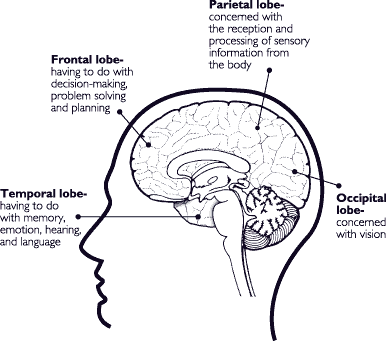 Parietal lobe-
concerned with
the reception and
processing of sensory
information from
the body
Frontal lobe-
having to do with
decision-making,
problem solving
and planning
Temporal lobe-
having to do
with memory,
emotion, hearing,
and language
Occipital
lobe-
concerned
with vision